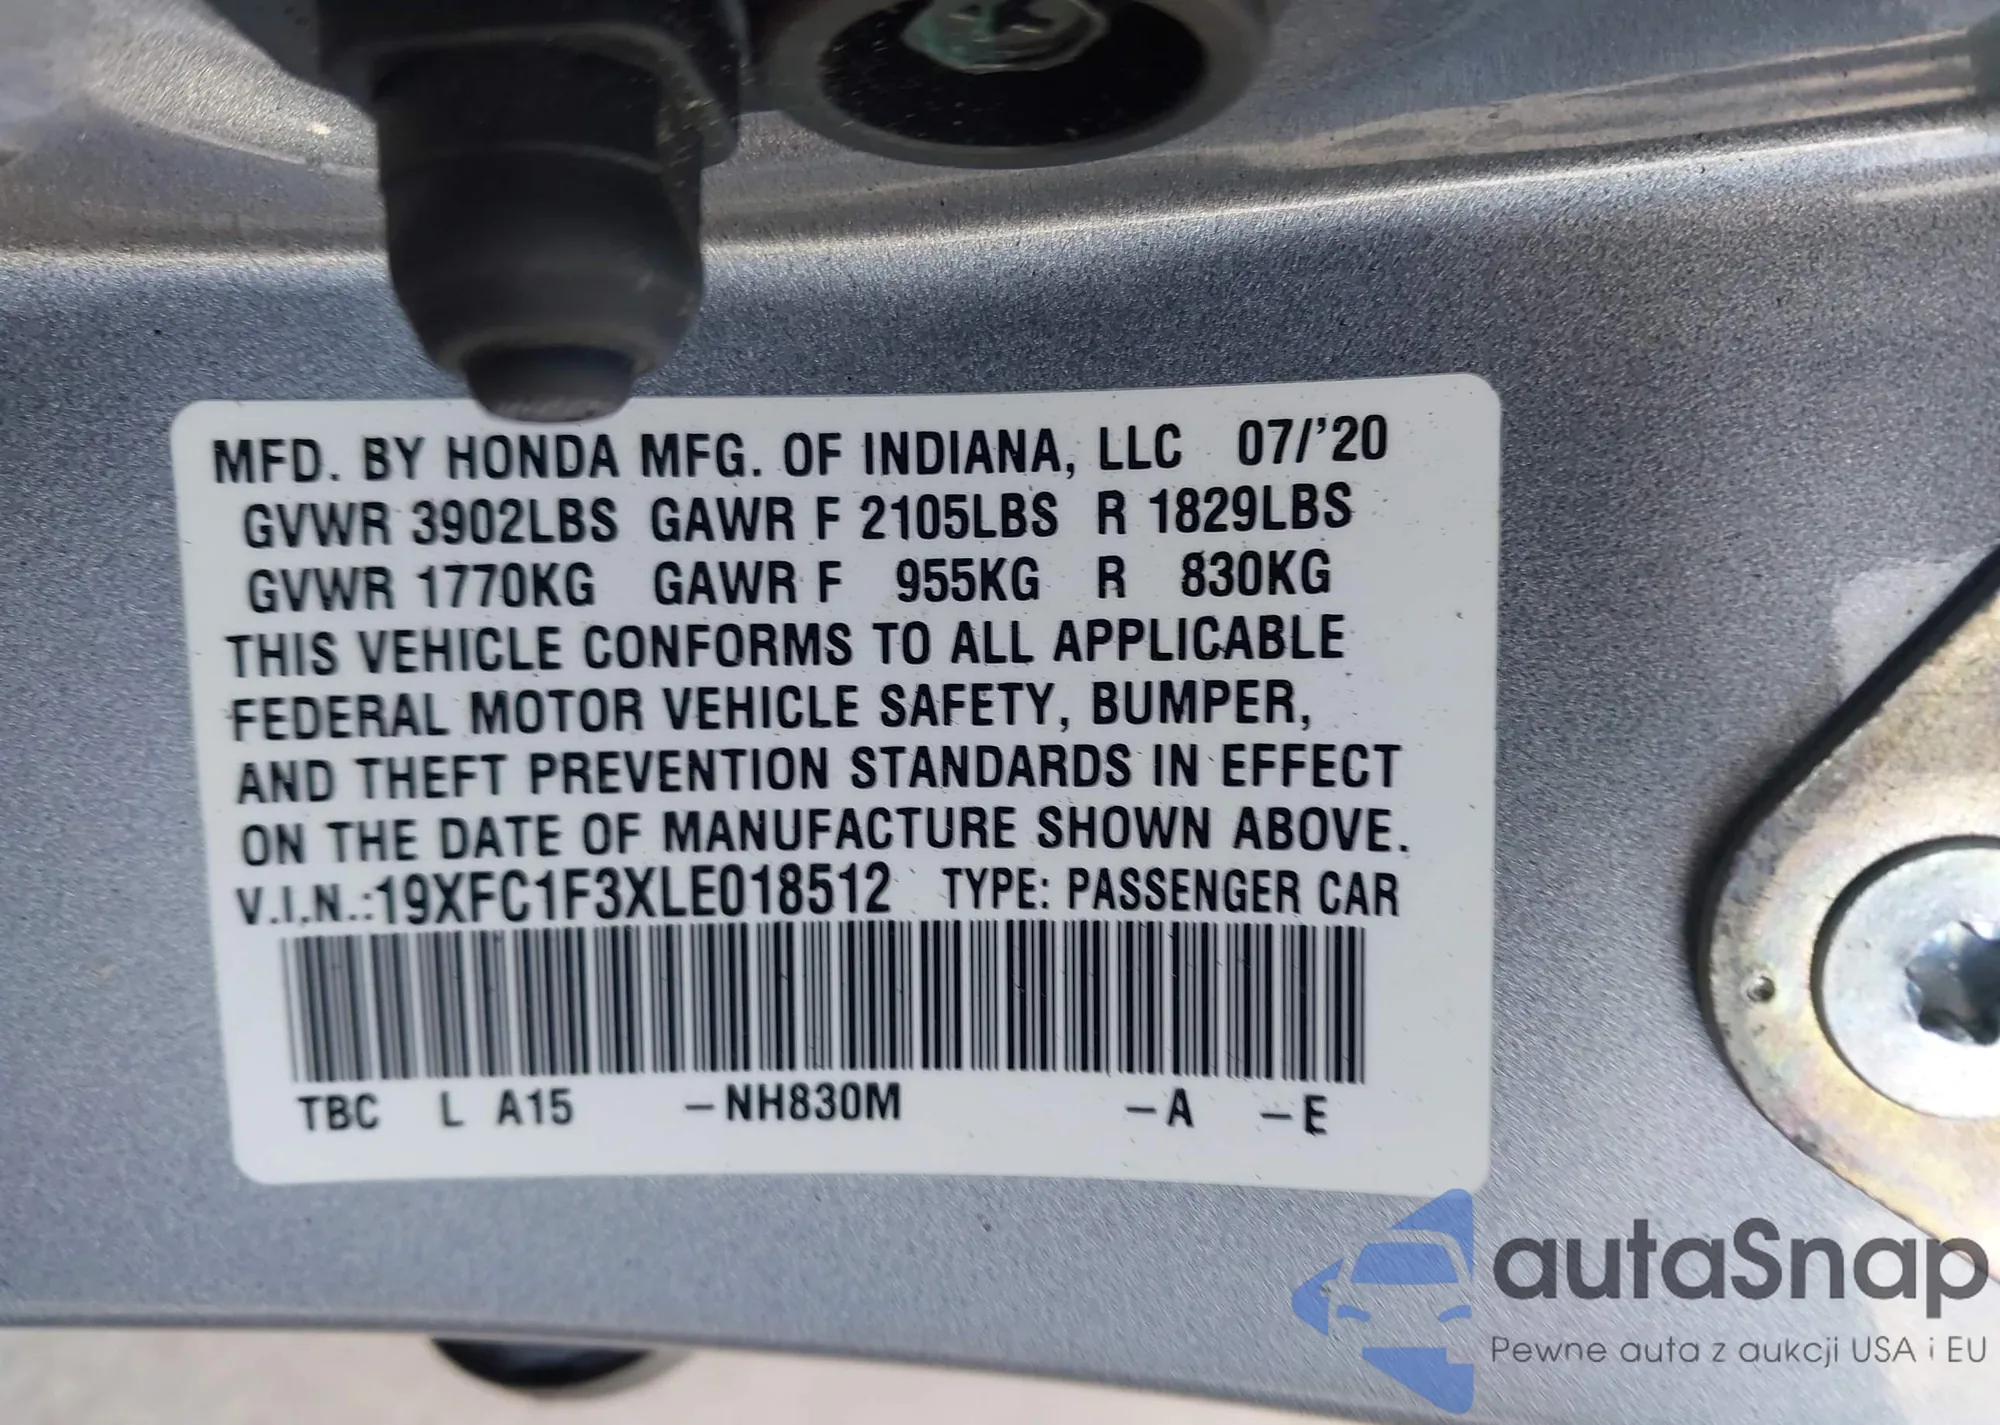 MFD. BY HONDA MFG. OF INDIANA, LLC 07/'20
GVWR 3902LBS GAWR F 2105LBS R 1829LBS
GVWR 1770KG GAWR F 955KG R 830KG
THIS VEHICLE CONFORMS TO ALL APPLICABLE
FEDERAL MOTOR VEHICLE SAFETY, BUMPER,
AND THEFT PREVENTION STANDARDS IN EFFECT
ON THE DATE OF MANUFACTURE SHOWN ABOVE.
V.I.N.:19XFC1F3XLE018512 TYPE: PASSENGER CAR
TBC L A15 –NH830M –A –E
autaSnap
Pewne auta z aukcji USA i EU